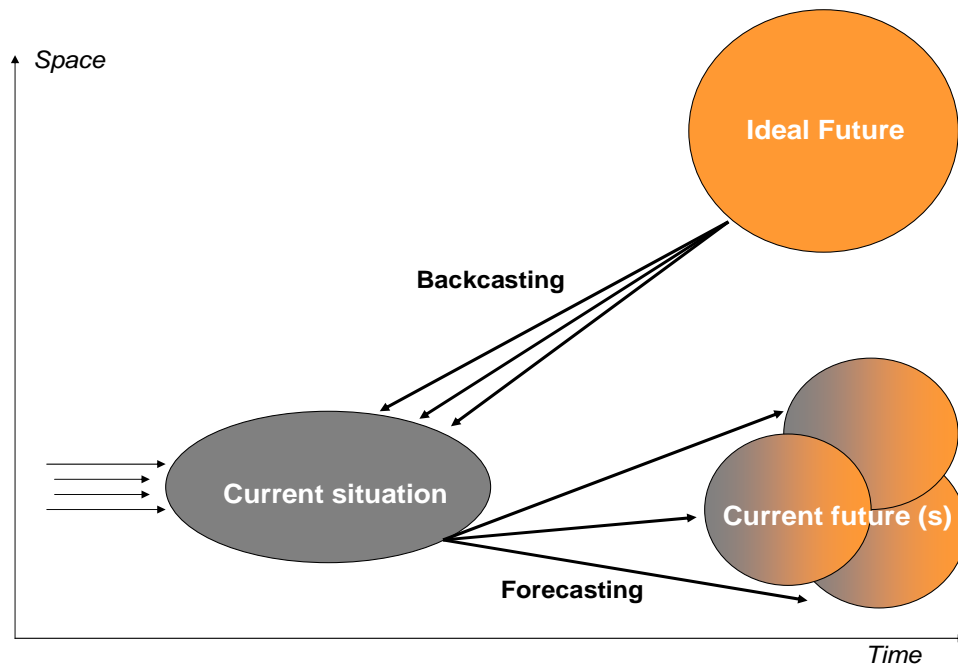 Space
Ideal Future
Backcasting
Current situation
Current future (s)
Forecasting
Time